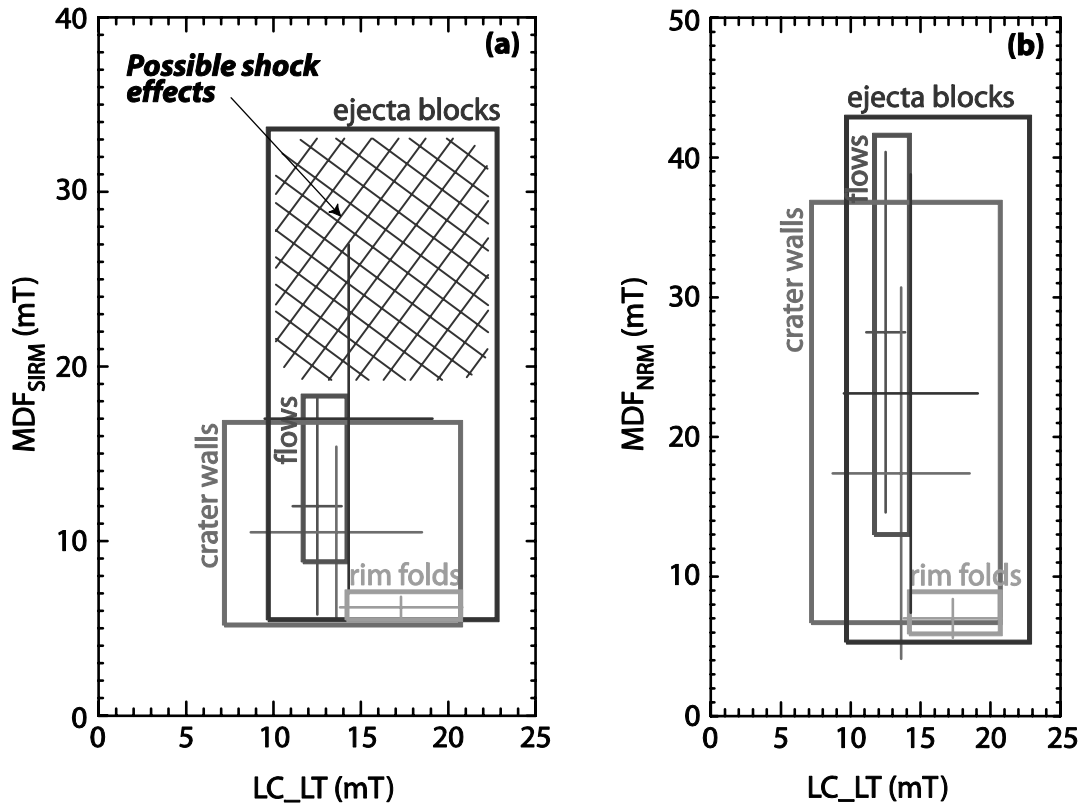 (a)
40
Possible shock
effects
ejecta blocks
30
MDF_SIRM (mT)
20
crater walls
flows
10
rim folds
0
0 5 10 15 20 25
LC_LT (mT)
(b)
50
ejecta blocks
flows
40
crater walls
30
MDF_NRM (mT)
20
10
rim folds
0
0 5 10 15 20 25
LC_LT (mT)